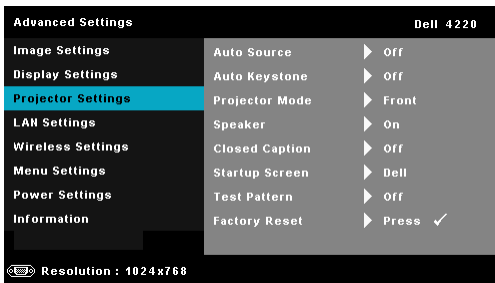 Advanced Settings Dell 4220
Image Settings
Display Settings
Projector Settings
LAN Settings
Wireless Settings
Menu Settings
Power Settings
Information
Auto Source Off
Auto Keystone Off
Projector Mode Front
Speaker On
Closed Caption Off
Startup Screen Dell
Test Pattern Off
Factory Reset Press ✓
Resolution : 1024x768